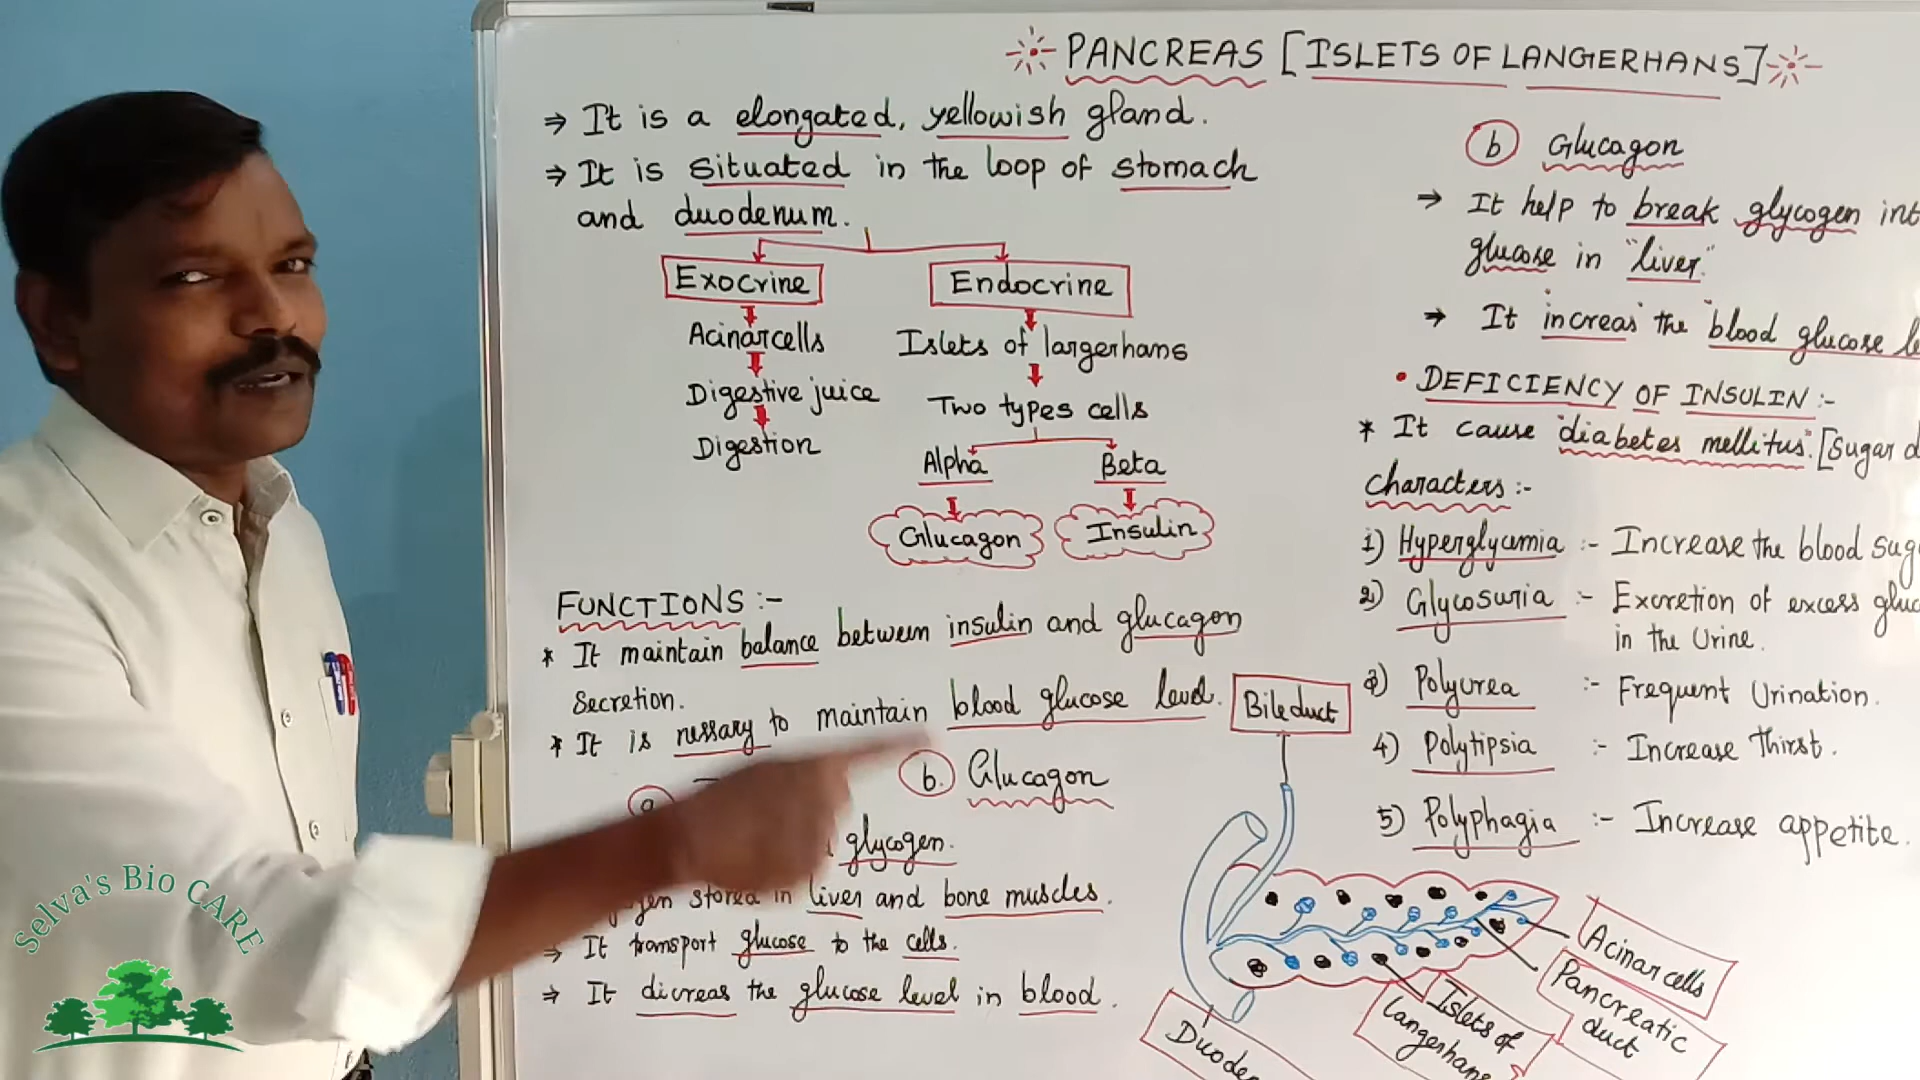 PANCREAS [ISLETS OF LANGERHANS]
⇒ It is a elongated, yellowish gland.
⇒ It is situated in the loop of stomach
and duodenum.
Exocrine
Acinarcells
Digestive juice
Digestion
Endocrine
Islets of largerhans
Two types cells
Alpha
Beta
Glucagon
Insulin
FUNCTIONS :-
* It maintain balance between insulin and glucagon
Secretion.
* It is nessary to maintain blood glucose level.
a
b. Glucagon
glycogen.
stored in liver and bone muscles.
⇒ It transport glucose to the cells.
⇒ It dicreas the glucose level in blood.
b Glucagon
→ It help to break glycogen int
glucose in "liver".
→ It increas the "blood glucose le
• DEFICIENCY OF INSULIN :-
* It cause "diabetes mellitus". [Sugar d
characters :-
1) Hyperglycemia :- Increase the blood sug
2) Glycosuria :- Excretion of excess gluc
in the Urine.
3) Polyurea :- Frequent Urination.
4) Polytipsia :- Increase thirst.
5) Polyphagia :- Increase appetite.
Bile duct
Acinar cells
Pancreatic
duct
Islets of
langerhans
Duoden
Selva's Bio CARE